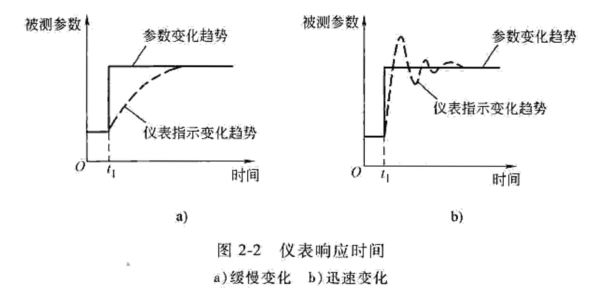 被测参数
参数变化趋势
仪表指示变化趋势
O
t1
时间
a)
被测参数
参数变化趋势
仪表指示变化趋势
O
t1
时间
b)
图 2-2 仪表响应时间
a)缓慢变化 b)迅速变化